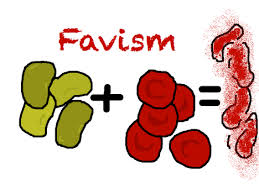 Favism
+ =